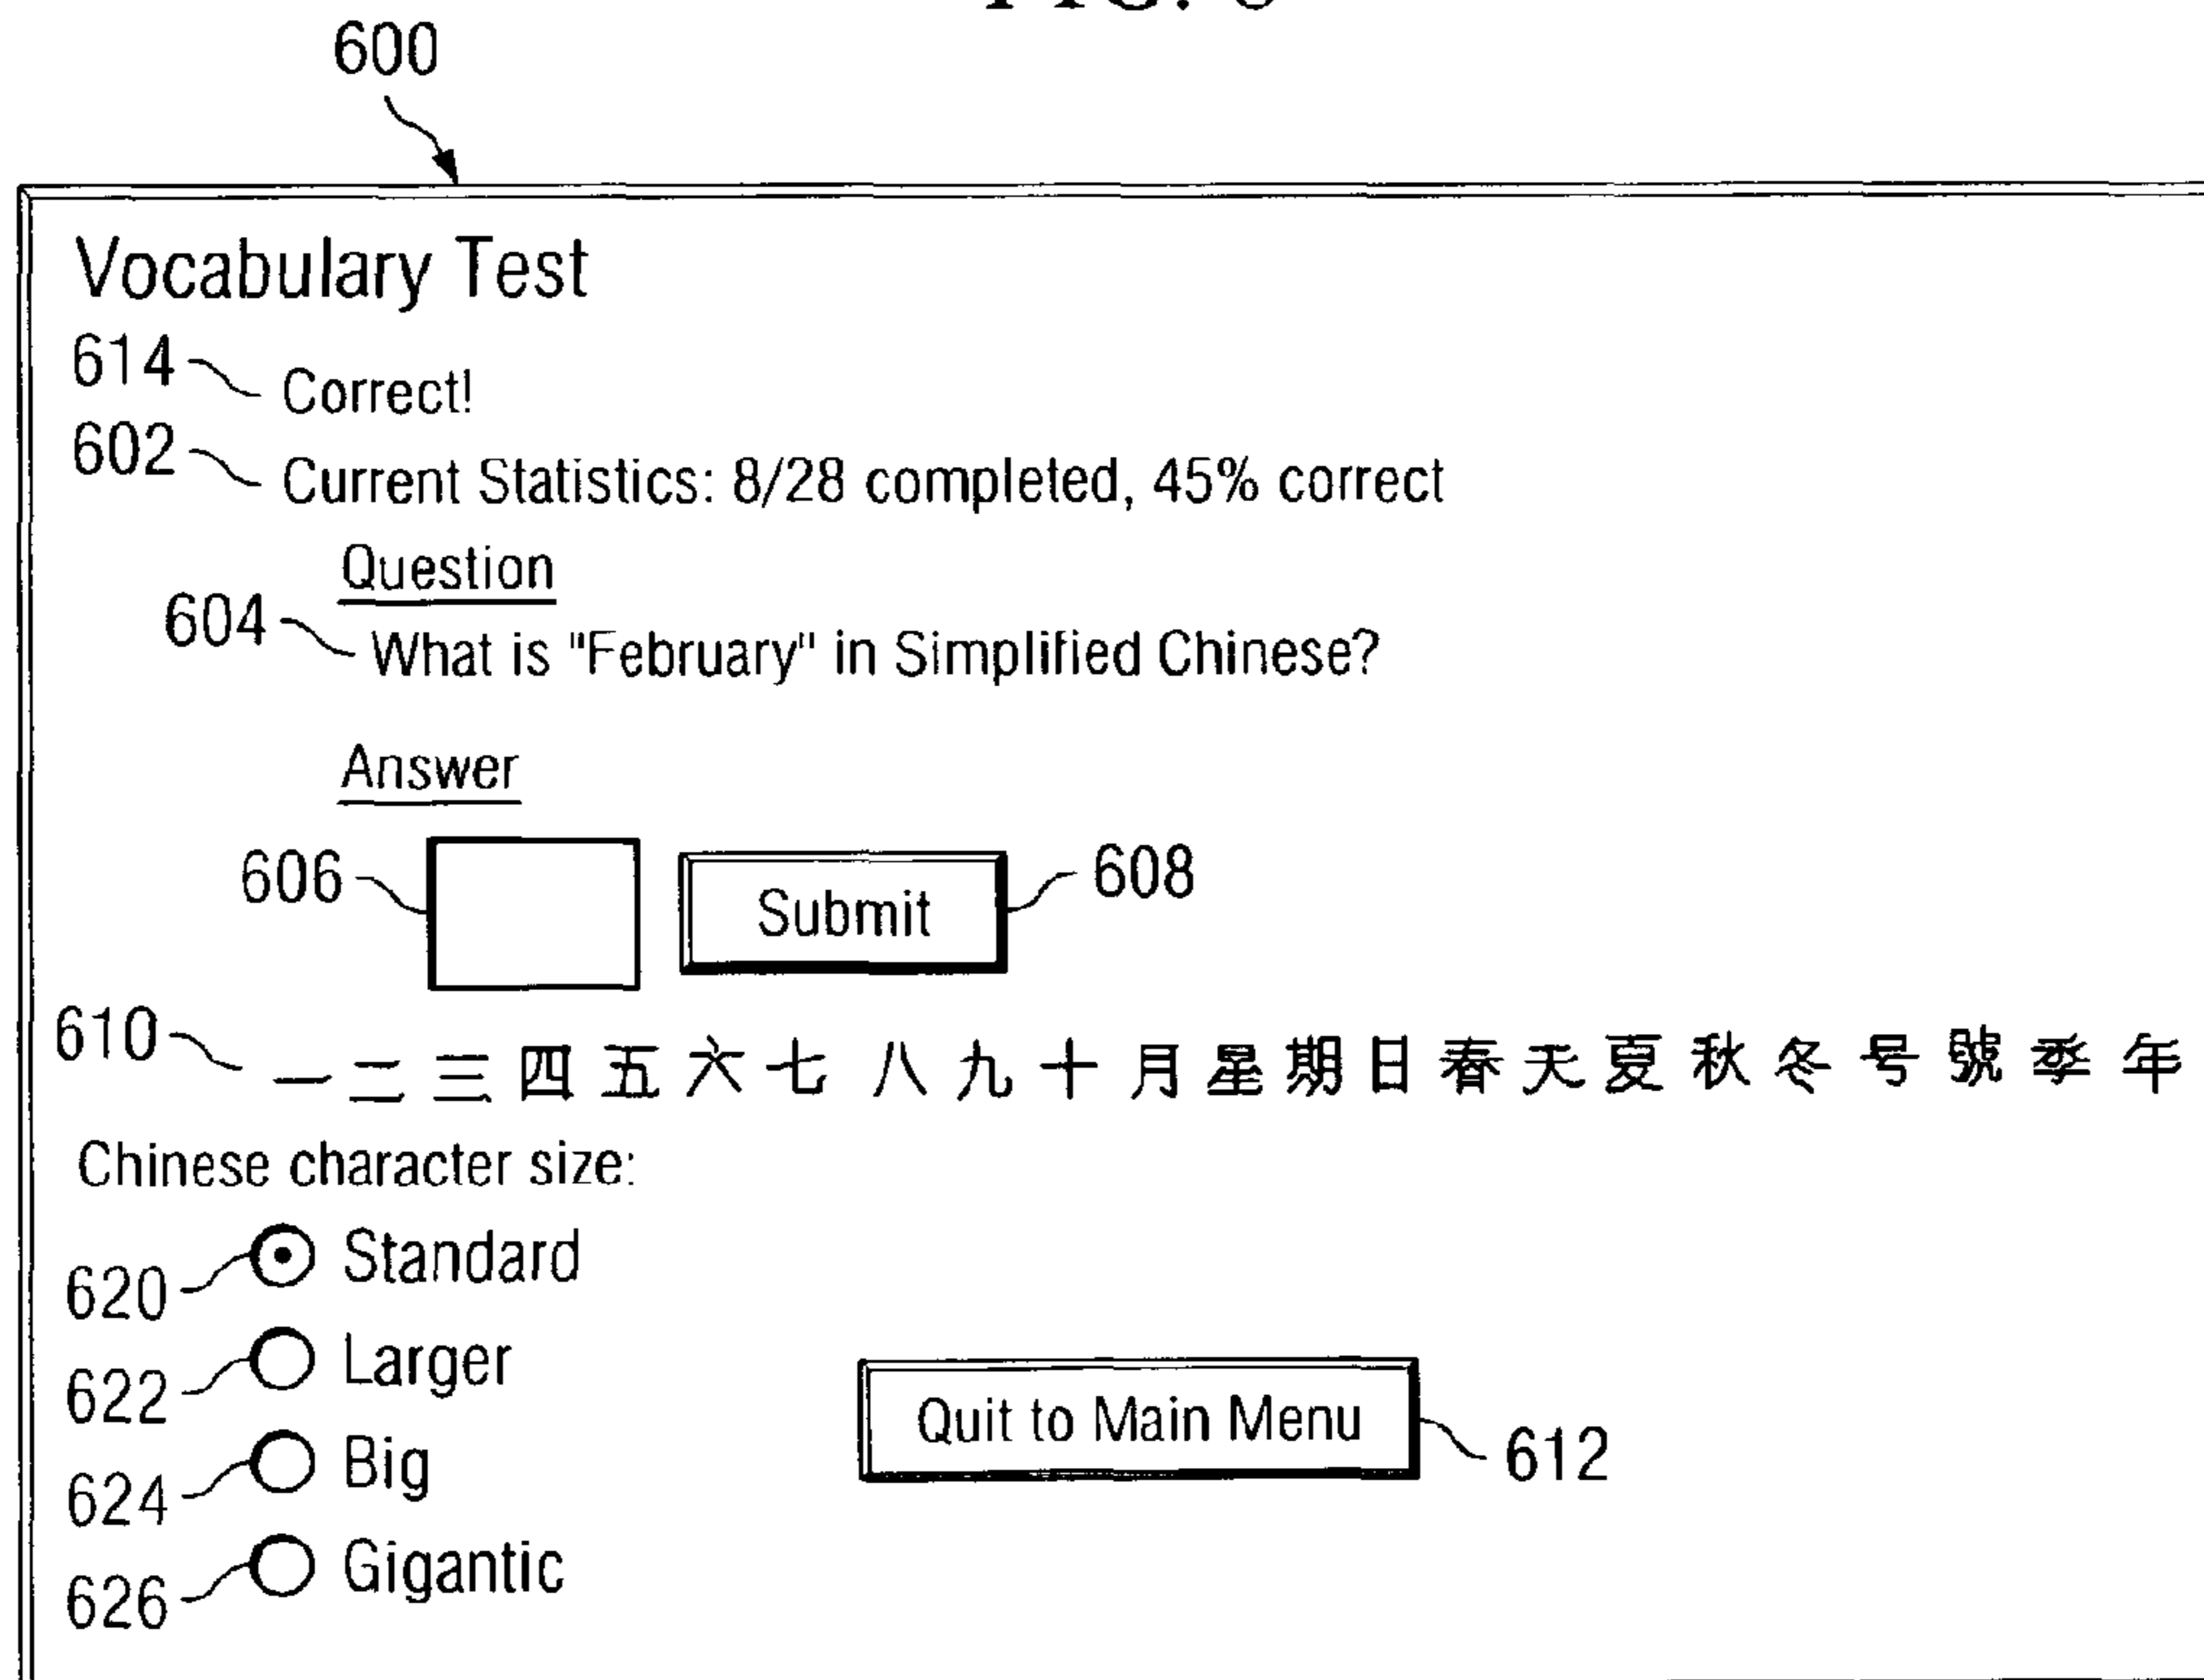 600
Vocabulary Test
614 Correct!
602 Current Statistics: 8/28 completed, 45% correct
Question
604 What is "February" in Simplified Chinese?
Answer
606 Submit 608
610 一 二 三 四 五 六 七 八 九 十 月 星 期 日 春 天 夏 秋 冬 号 號 季 年
Chinese character size:
620 Standard
622 Larger
Quit to Main Menu 612
624 Big
626 Gigantic